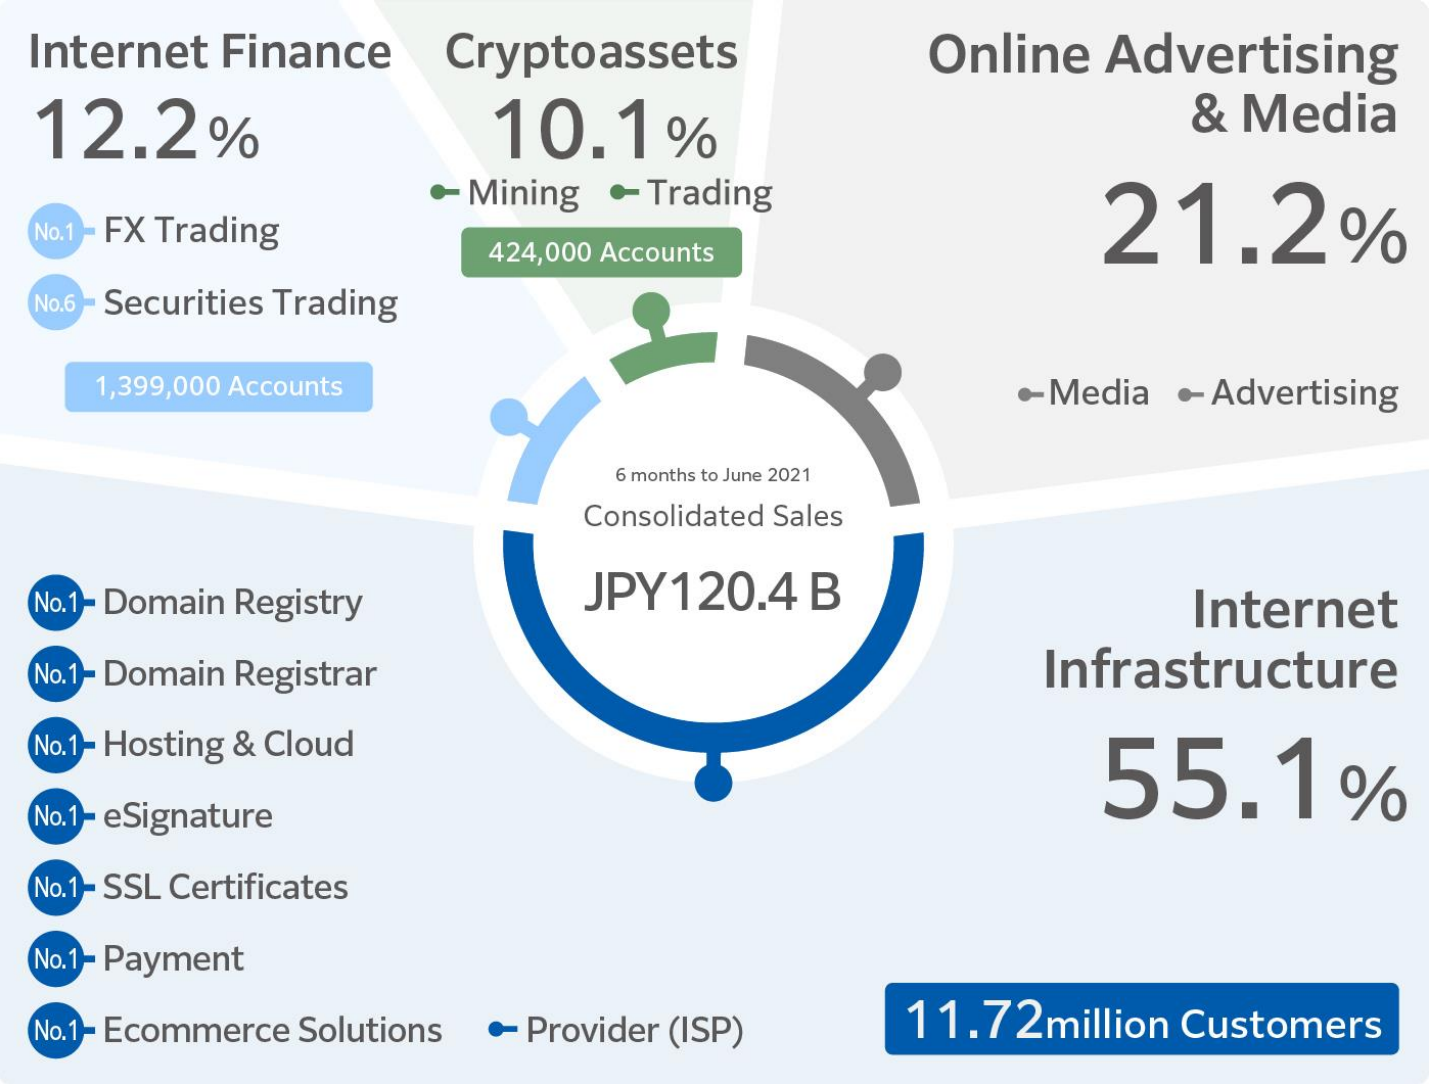 Internet Finance
12.2%
No.1 FX Trading
No.6 Securities Trading
1,399,000 Accounts
Cryptoassets
10.1%
Mining Trading
424,000 Accounts
Online Advertising
& Media
21.2%
Media Advertising
6 months to June 2021
Consolidated Sales
JPY120.4 B
No.1 Domain Registry
No.1 Domain Registrar
No.1 Hosting & Cloud
No.1 eSignature
No.1 SSL Certificates
No.1 Payment
No.1 Ecommerce Solutions
Provider (ISP)
Internet
Infrastructure
55.1%
11.72million Customers